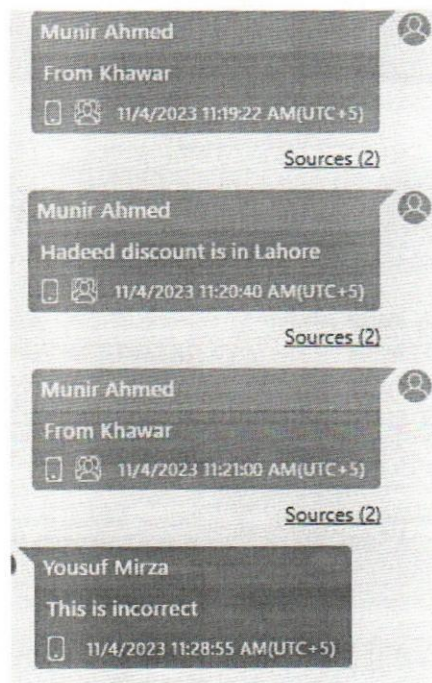 Munir Ahmed
From Khawar
11/4/2023 11:19:22 AM(UTC+5)
Sources (2)
Munir Ahmed
Hadeed discount is in Lahore
11/4/2023 11:20:40 AM(UTC+5)
Sources (2)
Munir Ahmed
From Khawar
11/4/2023 11:21:00 AM(UTC+5)
Sources (2)
Yousuf Mirza
This is incorrect
11/4/2023 11:28:55 AM(UTC+5)